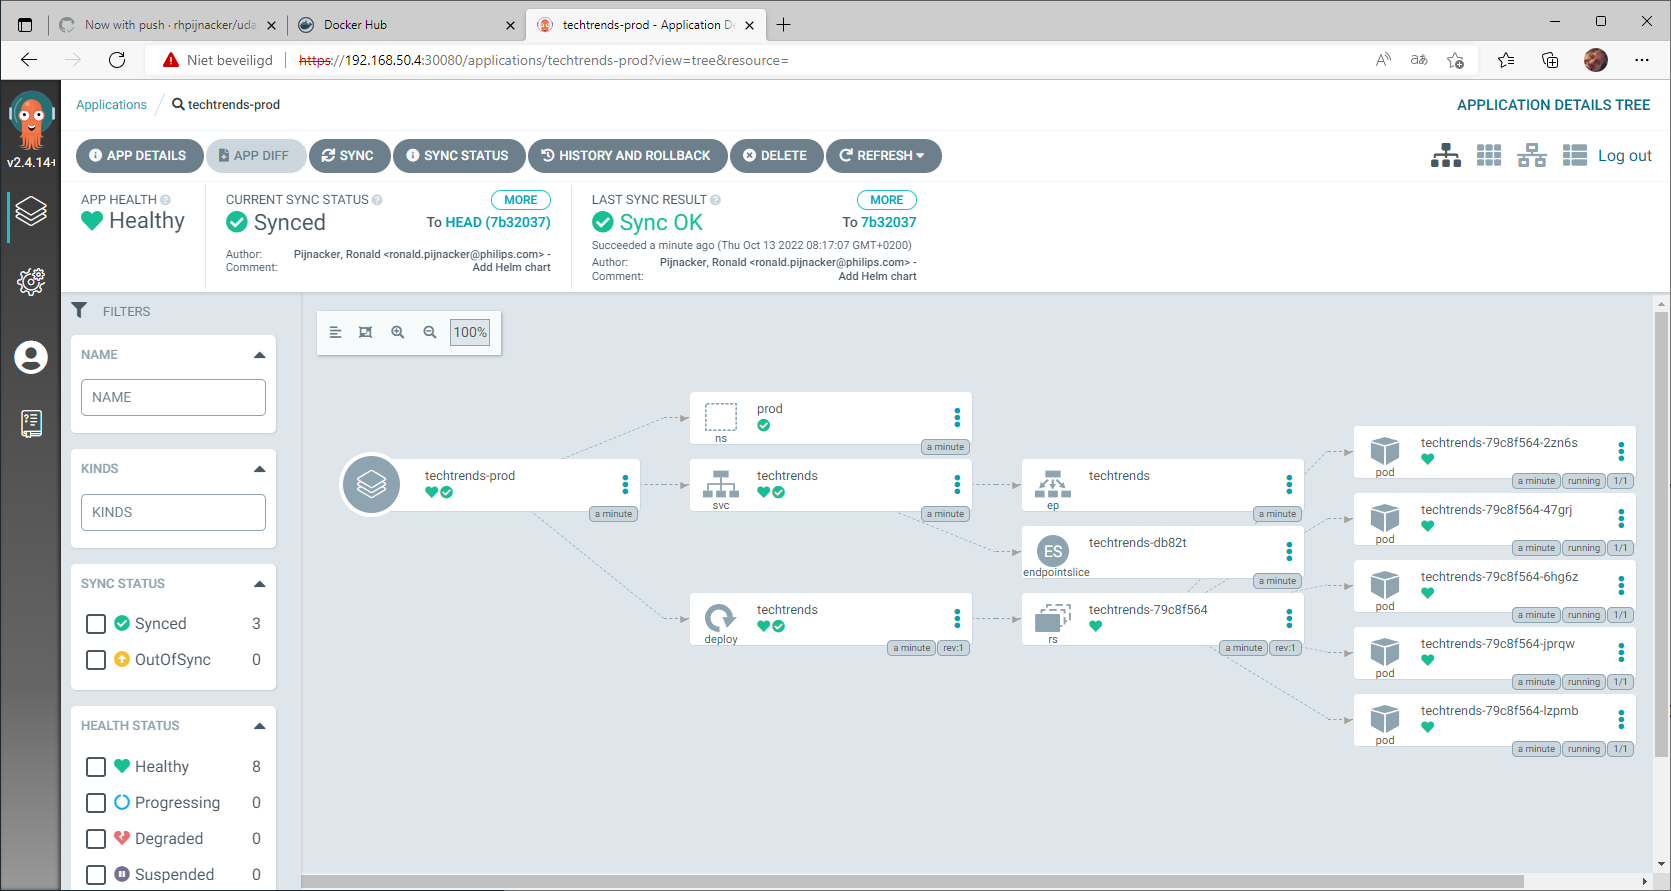 Now with push · rhpijnacker/uda
Docker Hub
techtrends-prod - Application De
Niet beveiligd
https://192.168.50.4:30080/applications/techtrends-prod?view=tree&resource=
v2.4.14+
Applications
techtrends-prod
APPLICATION DETAILS TREE
APP DETAILS
APP DIFF
SYNC
SYNC STATUS
HISTORY AND ROLLBACK
DELETE
REFRESH
Log out
APP HEALTH
Healthy
CURRENT SYNC STATUS
MORE
Synced
To HEAD (7b32037)
Author: Pijnacker, Ronald <ronald.pijnacker@philips.com> -
Comment: Add Helm chart
LAST SYNC RESULT
MORE
Sync OK
To 7b32037
Succeeded a minute ago (Thu Oct 13 2022 08:17:07 GMT+0200)
Author: Pijnacker, Ronald <ronald.pijnacker@philips.com> -
Comment: Add Helm chart
FILTERS
NAME
NAME
KINDS
KINDS
SYNC STATUS
Synced 3
OutOfSync 0
HEALTH STATUS
Healthy 8
Progressing 0
Degraded 0
Suspended 0
100%
techtrends-prod
a minute
prod
ns
a minute
techtrends
svc
a minute
techtrends
deploy
a minute rev:1
techtrends
ep
a minute
ES
techtrends-db82t
endpointslice
a minute
techtrends-79c8f564
rs
a minute rev:1
techtrends-79c8f564-2zn6s
pod
a minute running 1/1
techtrends-79c8f564-47grj
pod
a minute running 1/1
techtrends-79c8f564-6hg6z
pod
a minute running 1/1
techtrends-79c8f564-jprqw
pod
a minute running 1/1
techtrends-79c8f564-lzpmb
pod
a minute running 1/1